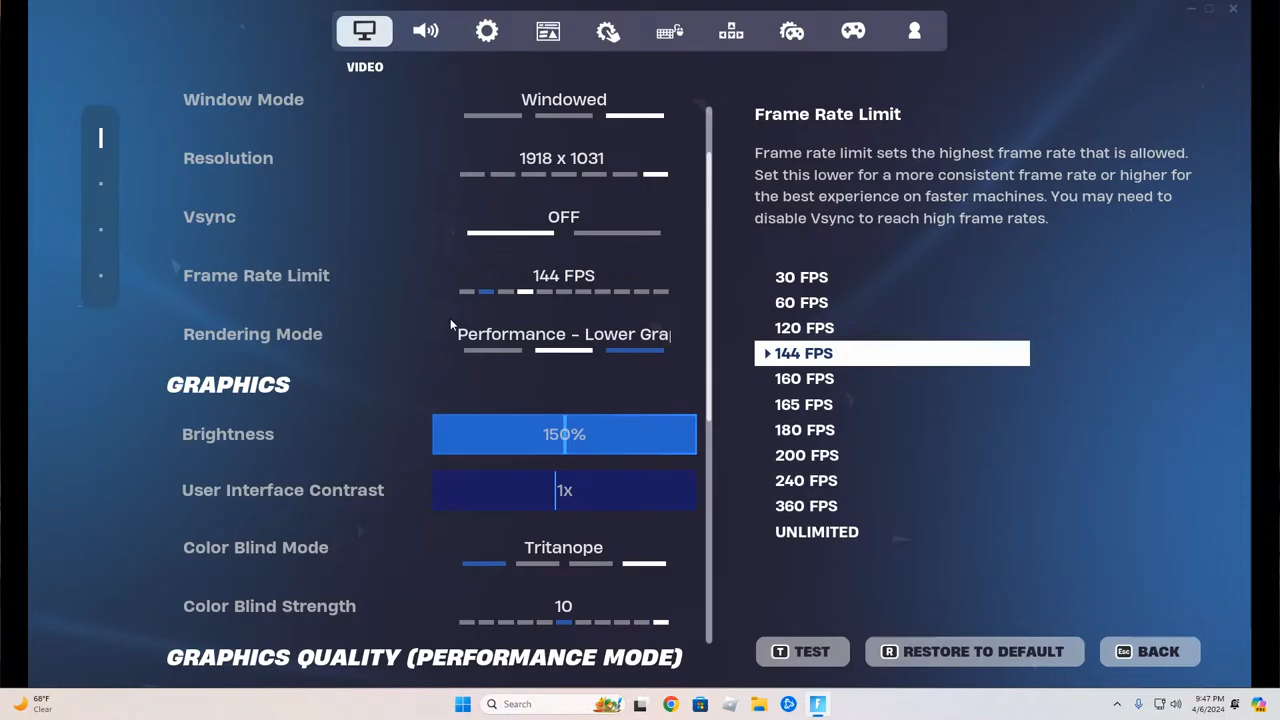 VIDEO
Window Mode
Windowed
Resolution
1918 x 1031
Vsync
OFF
Frame Rate Limit
144 FPS
Rendering Mode
Performance - Lower Gra
GRAPHICS
Brightness
150%
User Interface Contrast
1x
Color Blind Mode
Tritanope
Color Blind Strength
10
GRAPHICS QUALITY (PERFORMANCE MODE)
Frame Rate Limit
Frame rate limit sets the highest frame rate that is allowed.
Set this lower for a more consistent frame rate or higher for
the best experience on faster machines. You may need to
disable Vsync to reach high frame rates.
30 FPS
60 FPS
120 FPS
144 FPS
160 FPS
165 FPS
180 FPS
200 FPS
240 FPS
360 FPS
UNLIMITED
T TEST
R RESTORE TO DEFAULT
Esc BACK
68°F
Clear
Search
9:47 PM
4/6/2024